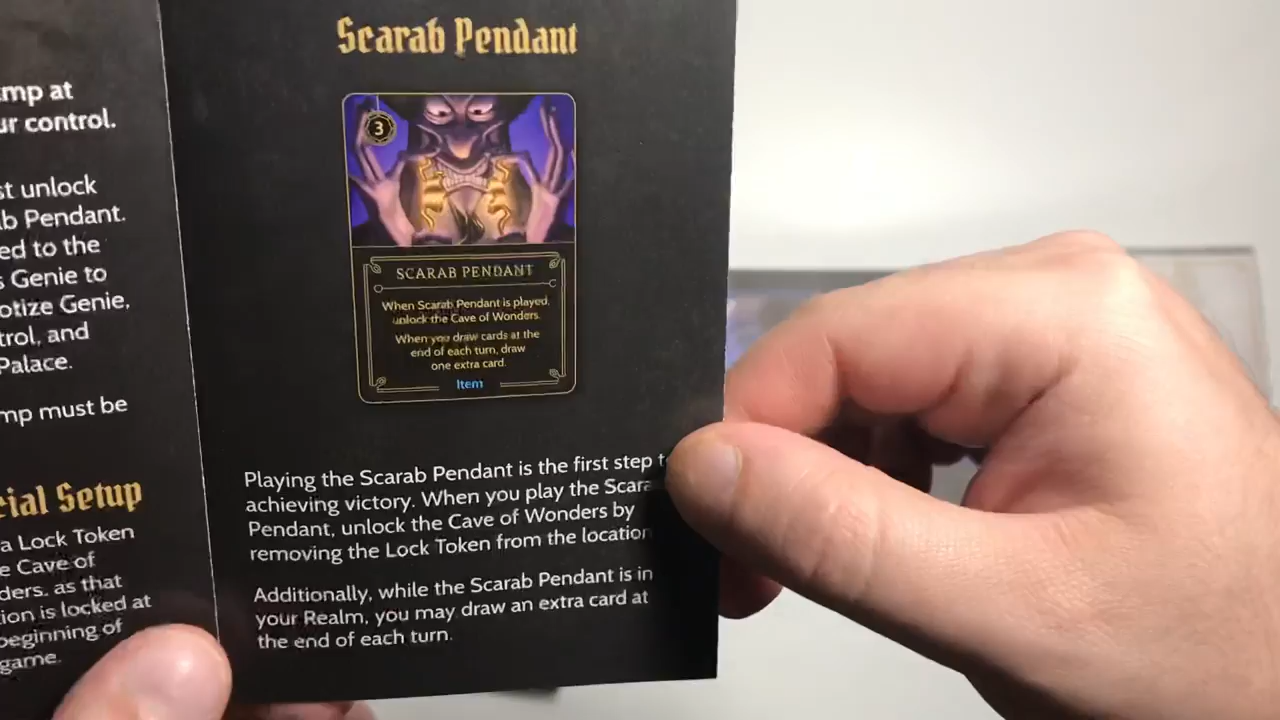 mp at
ur control.
st unlock
ab Pendant.
ed to the
s Genie to
otize Genie,
trol, and
Palace.
mp must be
cial Setup
a Lock Token
e Cave of
ders. as that
ion is locked at
beginning of
game.
Scarab Pendant
3
SCARAB PENDANT
When Scarab Pendant is played,
unlock the Cave of Wonders.
When you draw cards at the
end of each turn, draw
one extra card.
Item
Playing the Scarab Pendant is the first step t
achieving victory. When you play the Scara
Pendant, unlock the Cave of Wonders by
removing the Lock Token from the location
Additionally, while the Scarab Pendant is in
your Realm, you may draw an extra card at
the end of each turn.